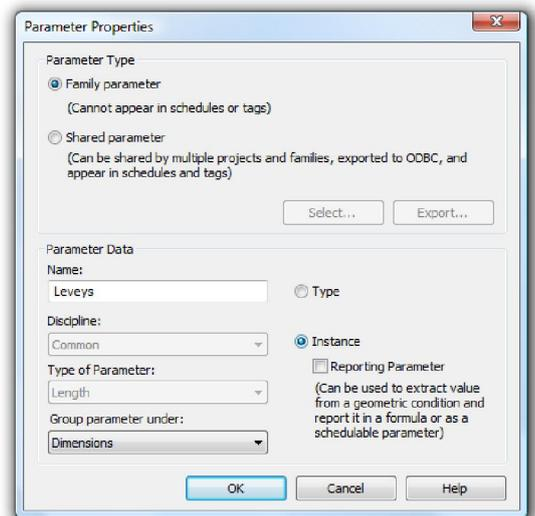 Parameter Properties
Parameter Type
Family parameter
(Cannot appear in schedules or tags)
Shared parameter
(Can be shared by multiple projects and families, exported to ODBC, and
appear in schedules and tags)
Select...
Export...
Parameter Data
Name:
Leveys
Type
Discipline:
Common
Instance
Reporting Parameter
Type of Parameter:
Length
(Can be used to extract value
from a geometric condition and
report it in a formula or as a
schedulable parameter)
Group parameter under:
Dimensions
OK
Cancel
Help